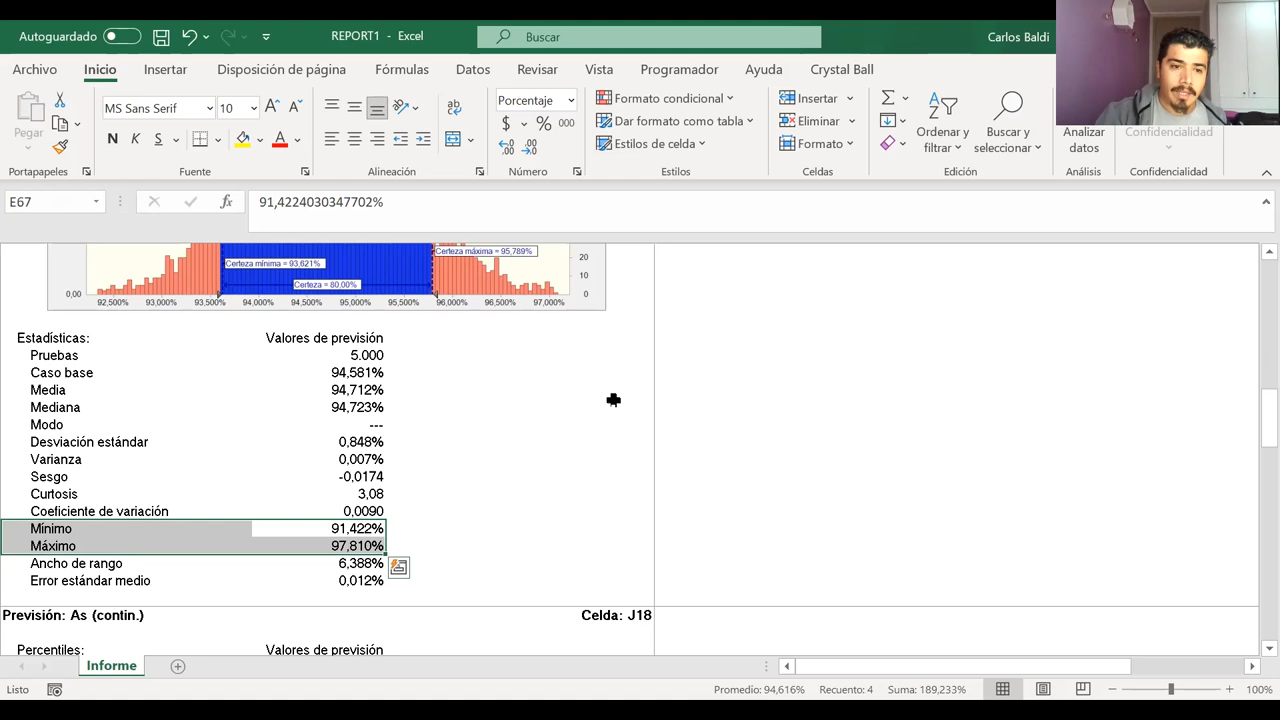 Autoguardado
REPORT1 - Excel
Buscar
Carlos Baldi
Archivo Inicio Insertar Disposición de página Fórmulas Datos Revisar Vista Programador Ayuda Crystal Ball
Pegar
MS Sans Serif 10
N K S
Porcentaje
$ % 000
Formato condicional
Dar formato como tabla
Estilos de celda
Insertar
Eliminar
Formato
Ordenar y filtrar
Buscar y seleccionar
Analizar datos
Confidencialidad
Portapapeles Fuente Alineación Número Estilos Celdas Edición Análisis Confidencialidad
E67 fx 91,4224030347702%
Certeza máxima = 95,789%
Certeza mínima = 93,621%
Certeza = 80,00%
20
10
0
0,00
92,500% 93,000% 93,500% 94,000% 94,500% 95,000% 95,500% 96,000% 96,500% 97,000%
Estadísticas: Valores de previsión
Pruebas 5.000
Caso base 94,581%
Media 94,712%
Mediana 94,723%
Modo ---
Desviación estándar 0,848%
Varianza 0,007%
Sesgo -0,0174
Curtosis 3,08
Coeficiente de variación 0,0090
Mínimo 91,422%
Máximo 97,810%
Ancho de rango 6,388%
Error estándar medio 0,012%
Previsión: As (contin.) Celda: J18
Percentiles: Valores de previsión
Informe
Listo
Promedio: 94,616% Recuento: 4 Suma: 189,233%
100%